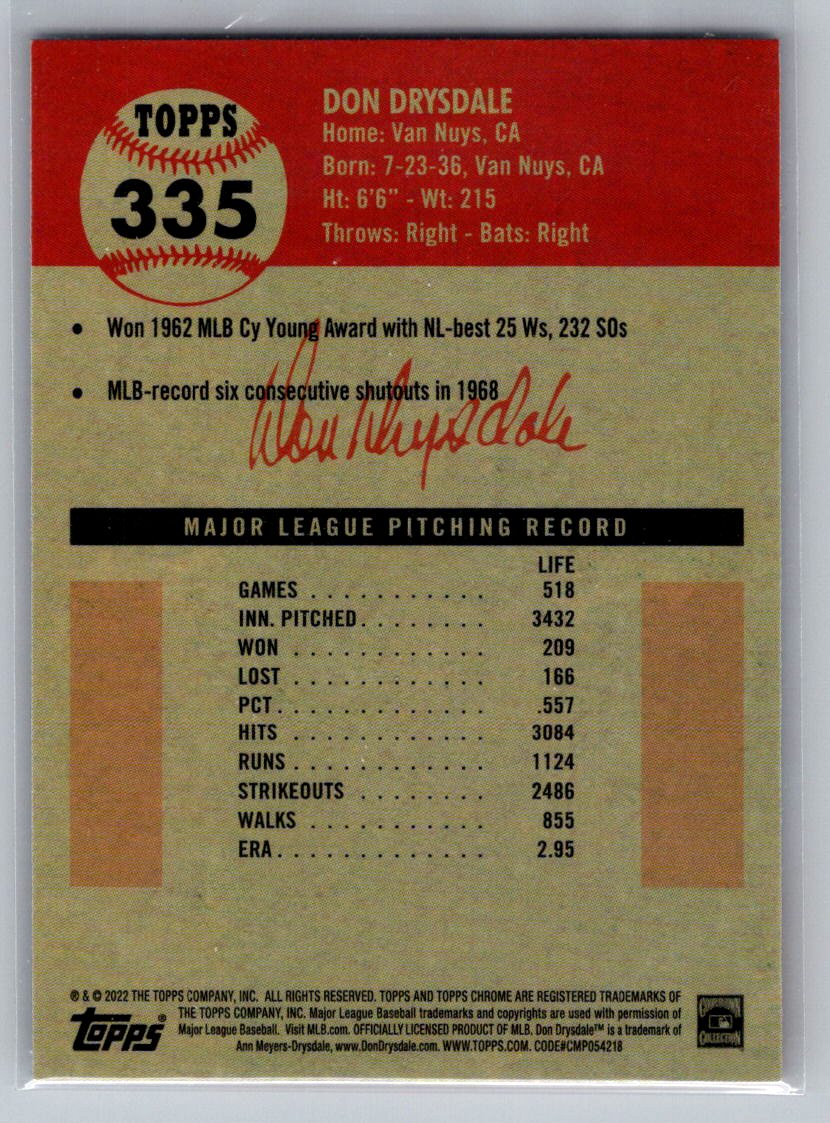 TOPPS
335
DON DRYSDALE
Home: Van Nuys, CA
Born: 7-23-36, Van Nuys, CA
Ht: 6'6" - Wt: 215
Throws: Right - Bats: Right
• Won 1962 MLB Cy Young Award with NL-best 25 Ws, 232 SOs
• MLB-record six consecutive shutouts in 1968
Don Drysdale
MAJOR LEAGUE PITCHING RECORD
LIFE
GAMES . . . . . . . . . . . 518
INN. PITCHED . . . . . . . . 3432
WON . . . . . . . . . . . . 209
LOST . . . . . . . . . . . . 166
PCT . . . . . . . . . . . . . .557
HITS . . . . . . . . . . . . 3084
RUNS . . . . . . . . . . . . 1124
STRIKEOUTS . . . . . . . . 2486
WALKS . . . . . . . . . . . 855
ERA . . . . . . . . . . . . . 2.95
® & © 2022 THE TOPPS COMPANY, INC. ALL RIGHTS RESERVED. TOPPS AND TOPPS CHROME ARE REGISTERED TRADEMARKS OF
THE TOPPS COMPANY, INC. Major League Baseball trademarks and copyrights are used with permission of
Major League Baseball. Visit MLB.com. OFFICIALLY LICENSED PRODUCT OF MLB. Don Drysdale™ is a trademark of
Ann Meyers-Drysdale, www.DonDrysdale.com. WWW.TOPPS.COM. CODE#CMP054218
Topps®
COOPERSTOWN
COLLECTION